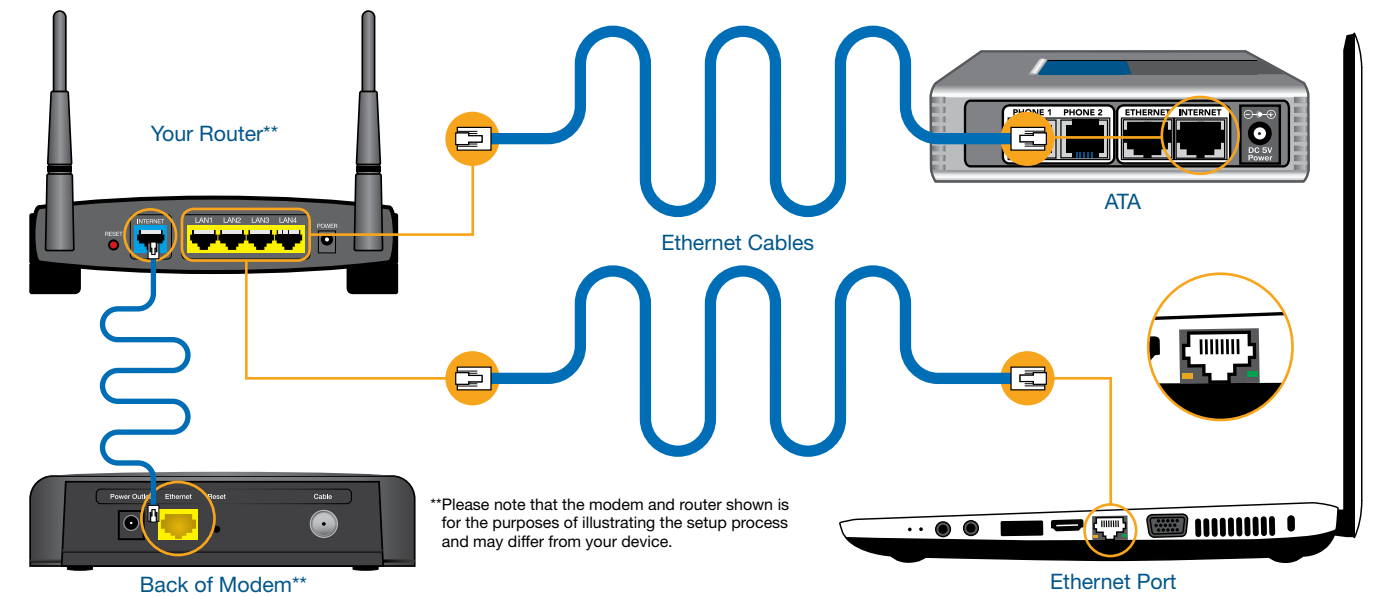 Your Router**
RESET
INTERNET
LAN1 LAN2 LAN3 LAN4
POWER
PHONE 1 PHONE 2 ETHERNET INTERNET
DC 5V
Power
ATA
Ethernet Cables
Power Outlet Ethernet Reset Cable
Back of Modem**
**Please note that the modem and router shown is
for the purposes of illustrating the setup process
and may differ from your device.
Ethernet Port